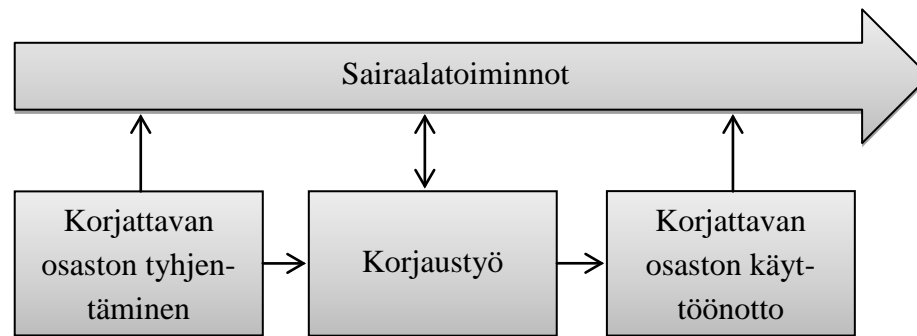 Sairaalatoiminnot
Korjattavan
osaston tyhjen-
täminen
Korjaustyö
Korjattavan
osaston käyt-
töönotto